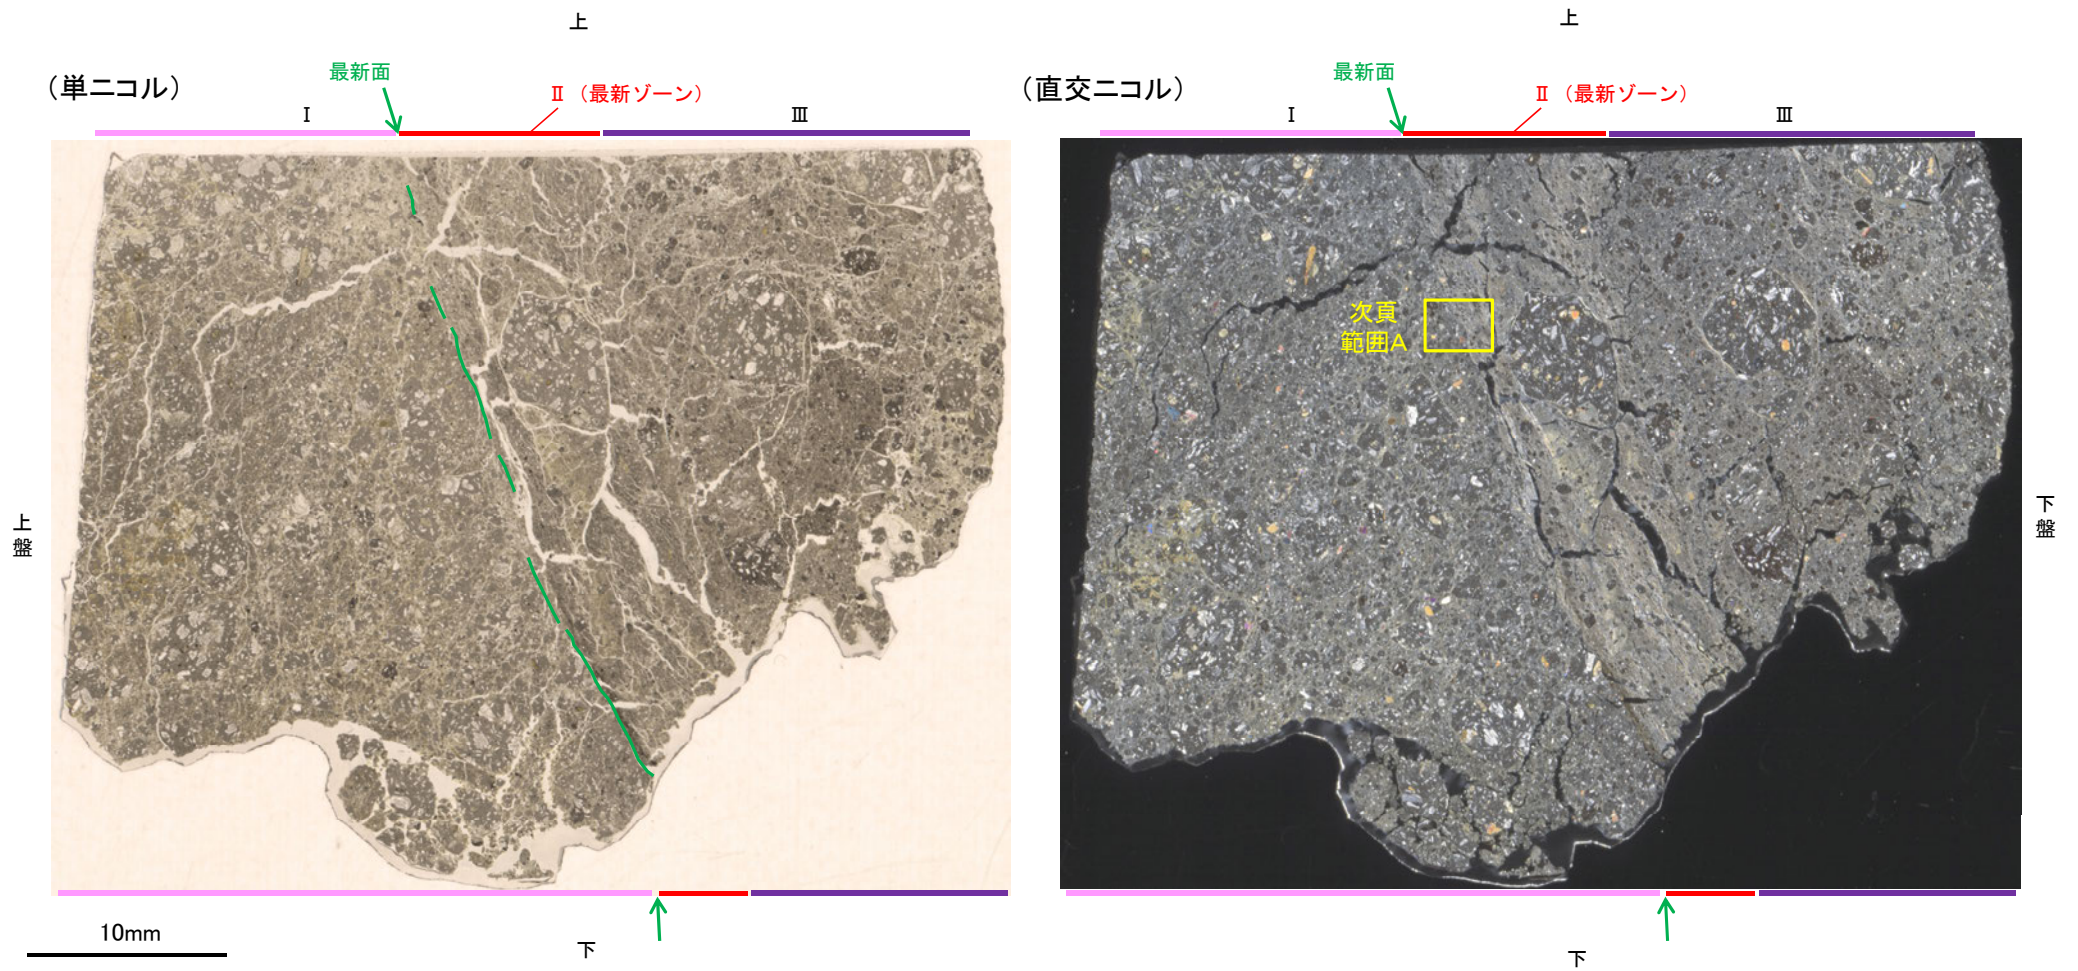 上
（単ニコル）
最新面
Ⅱ（最新ゾーン）
Ⅰ
Ⅲ
上盤
10mm
下
上
（直交ニコル）
最新面
Ⅱ（最新ゾーン）
Ⅰ
Ⅲ
次頁
範囲A
下盤
下